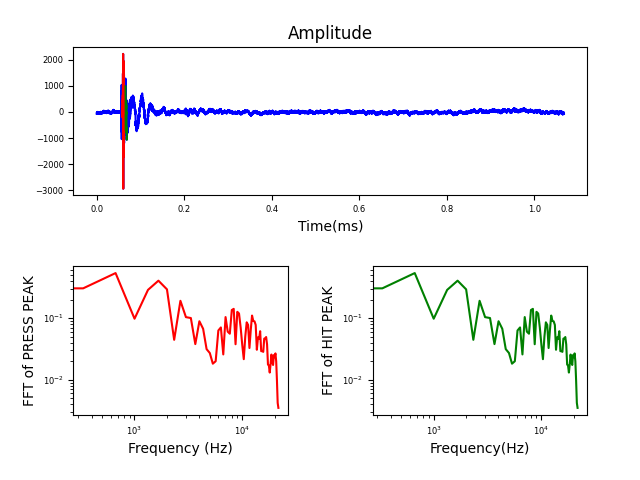 Amplitude
2000
1000
0
−1000
−2000
−3000
0.0 0.2 0.4 0.6 0.8 1.0
Time(ms)
FFT of PRESS PEAK
10⁻¹
10⁻²
10³ 10⁴
Frequency (Hz)
FFT of HIT PEAK
10⁻¹
10⁻²
10³ 10⁴
Frequency(Hz)